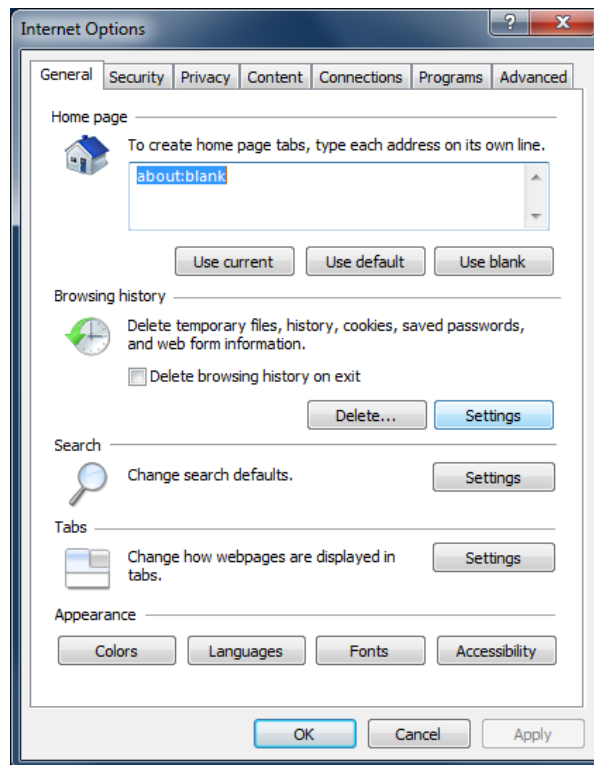 Internet Options
?
General Security Privacy Content Connections Programs Advanced
Home page
To create home page tabs, type each address on its own line.
about:blank
Use current Use default Use blank
Browsing history
Delete temporary files, history, cookies, saved passwords,
and web form information.
Delete browsing history on exit
Delete... Settings
Search
Change search defaults. Settings
Tabs
Change how webpages are displayed in
tabs.
Settings
Appearance
Colors Languages Fonts Accessibility
OK Cancel Apply